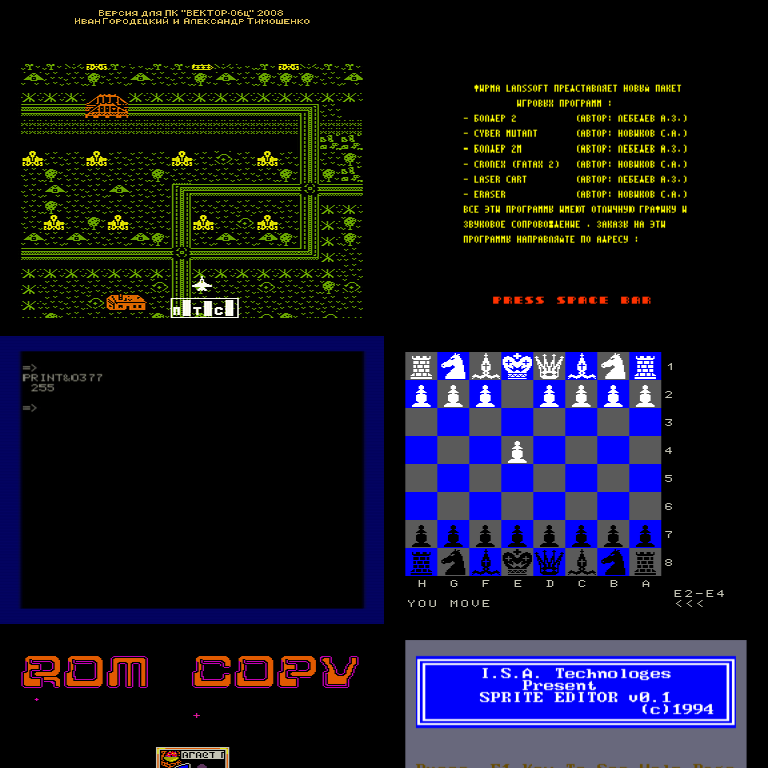 Версия для ПК "ВЕКТОР-06ц" 2008
Иван Городецкий и Александр Тимошенко
П Т С
ФИРМА LANSSOFT ПРЕДСТАВЛЯЕТ НОВЫЙ ПАКЕТ
ИГРОВЫХ ПРОГРАММ :
- БОЛДЕР 2 (АВТОР: ЛЕБЕДЕВ А.З.)
- CYBER MUTANT (АВТОР: НОВИКОВ С.А.)
- БОЛДЕР 2М (АВТОР: ЛЕБЕДЕВ А.З.)
- CRONEX (FATAX 2) (АВТОР: НОВИКОВ С.А.)
- LASER CART (АВТОР: ЛЕБЕДЕВ А.З.)
- ERASER (АВТОР: НОВИКОВ С.А.)
ВСЕ ЭТИ ПРОГРАММЫ ИМЕЮТ ОТЛИЧНУЮ ГРАФИКУ И
ЗВУКОВОЕ СОПРОВОЖДЕНИЕ . ЗАКАЗЫ НА ЭТИ
ПРОГРАММЫ НАПРАВЛЯЙТЕ ПО АДРЕСУ :
PRESS SPACE BAR
=>
PRINT&O377
255
=>
1
2
3
4
5
6
7
8
H G F E D C B A
E2-E4
YOU MOVE <<<
ROM COPY
АГАЕТ П
I.S.A. Technologes
Present
SPRITE EDITOR v0.1
(c)1994